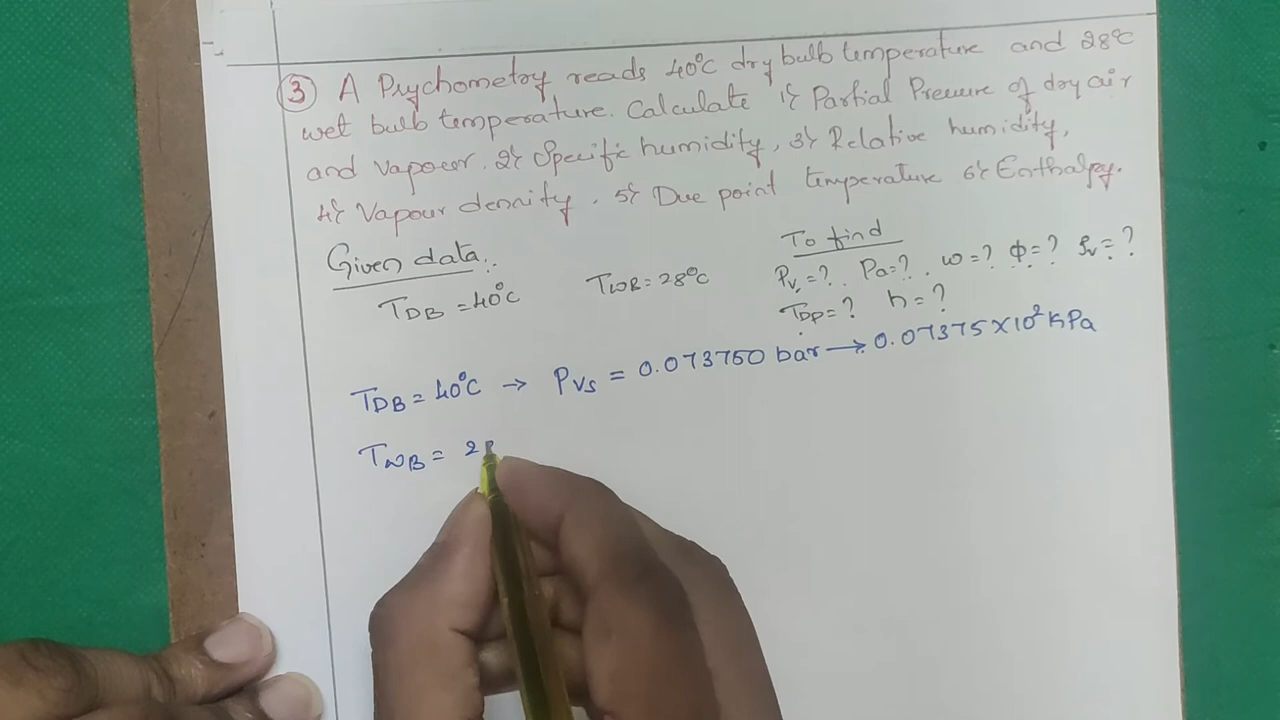 3 A Psychometry reads 40°C dry bulb temperature and 28°C
wet bulb temperature. Calculate 1} Partial Pressure of dry air
and vapour. 2} Specific humidity, 3} Relative humidity,
4} Vapour density. 5} Due point temperature 6} Enthalpy.
Given data:.
TDB = 40°C TWB = 28°C
To find
Pv = ?. Pa = ?. ω = ? Φ = ? ρv = ?
TDP = ? h = ?
TDB = 40°C → Pvs = 0.073750 bar → 0.07375 X 10² KPa
TWB = 28